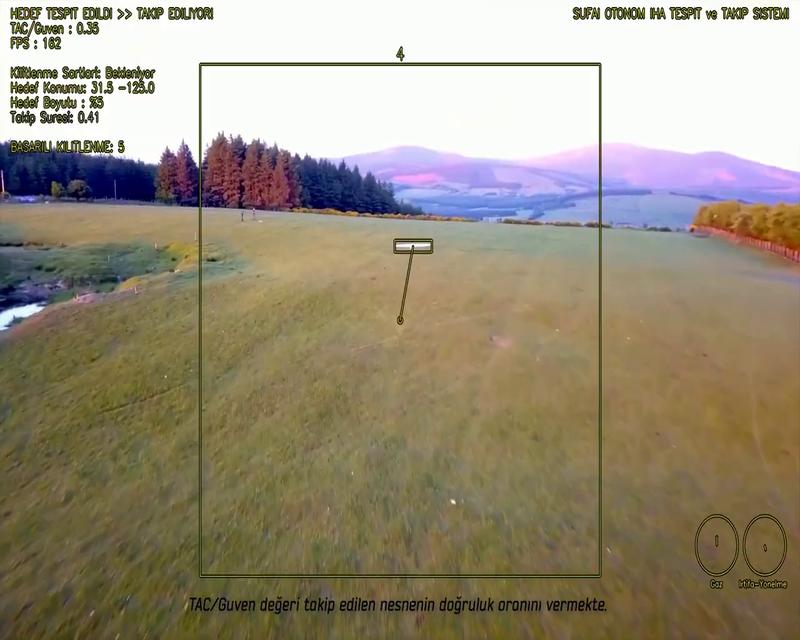 HEDEF TESPIT EDILDI >> TAKIP EDILIYOR!
SUFAI OTONOM IHA TESPIT ve TAKIP SISTEMI
TAC/Guven : 0.35
FPS : 162
4
Kilitlenme Sartlari: Bekleniyor
Hedef Konumu: 31.5 -125.0
Hedef Boyutu : %5
Takip Suresi: 0.41
BASARILI KILITLENME: 5
Gaz
Irtifa-Yonelme
TAC/Guven değeri takip edilen nesnenin doğruluk oranını vermekte.